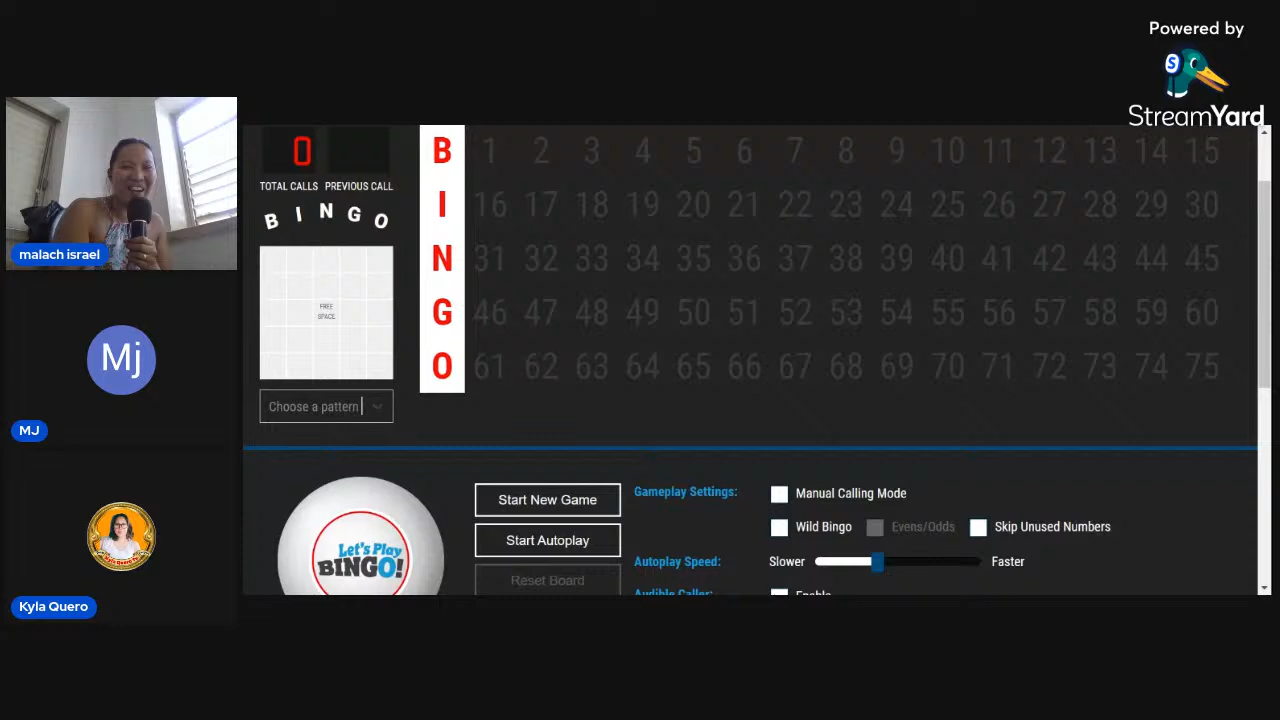 Powered by
StreamYard
malach israel
Mj
MJ
Kyla Quero
0
TOTAL CALLS PREVIOUS CALL
B I N G O
FREE
SPACE
Choose a pattern
B 1 2 3 4 5 6 7 8 9 10 11 12 13 14 15
I 16 17 18 19 20 21 22 23 24 25 26 27 28 29 30
N 31 32 33 34 35 36 37 38 39 40 41 42 43 44 45
G 46 47 48 49 50 51 52 53 54 55 56 57 58 59 60
O 61 62 63 64 65 66 67 68 69 70 71 72 73 74 75
Let's Play
BINGO!
Start New Game
Start Autoplay
Reset Board
Gameplay Settings:
Manual Calling Mode
Wild Bingo Evens/Odds Skip Unused Numbers
Autoplay Speed: Slower Faster
Audible Caller: Enable